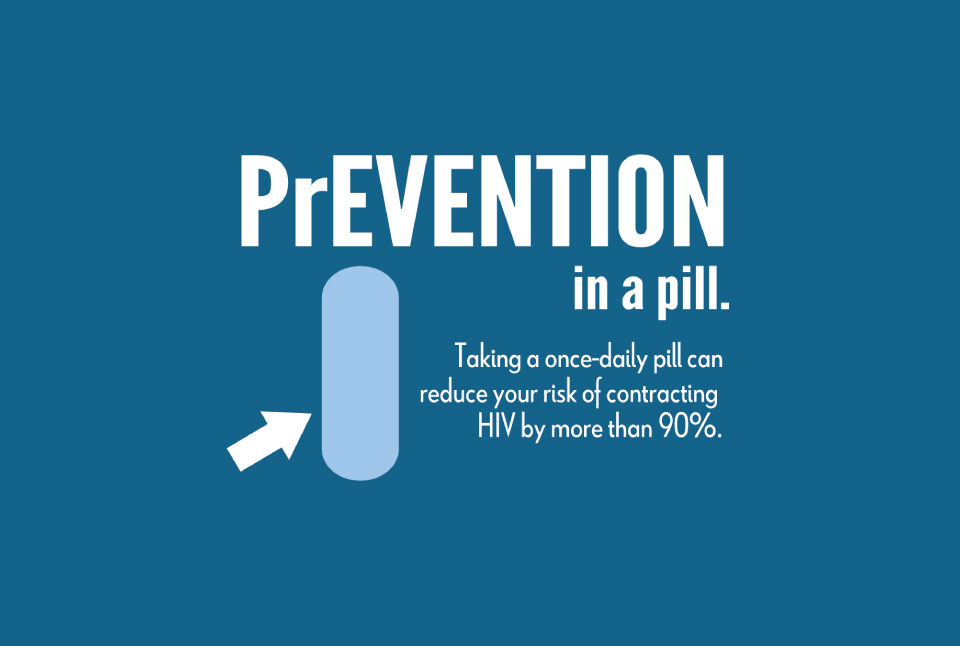 PrEVENTION
in a pill.
Taking a once-daily pill can
reduce your risk of contracting
HIV by more than 90%.